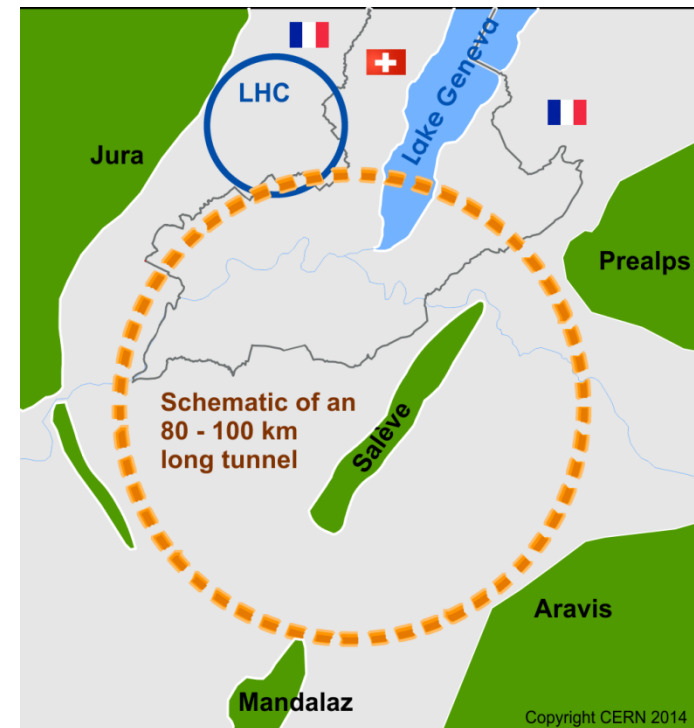 LHC
Lake Geneva
Jura
Prealps
Schematic of an
80 - 100 km
long tunnel
Salève
Aravis
Mandalaz
Copyright CERN 2014